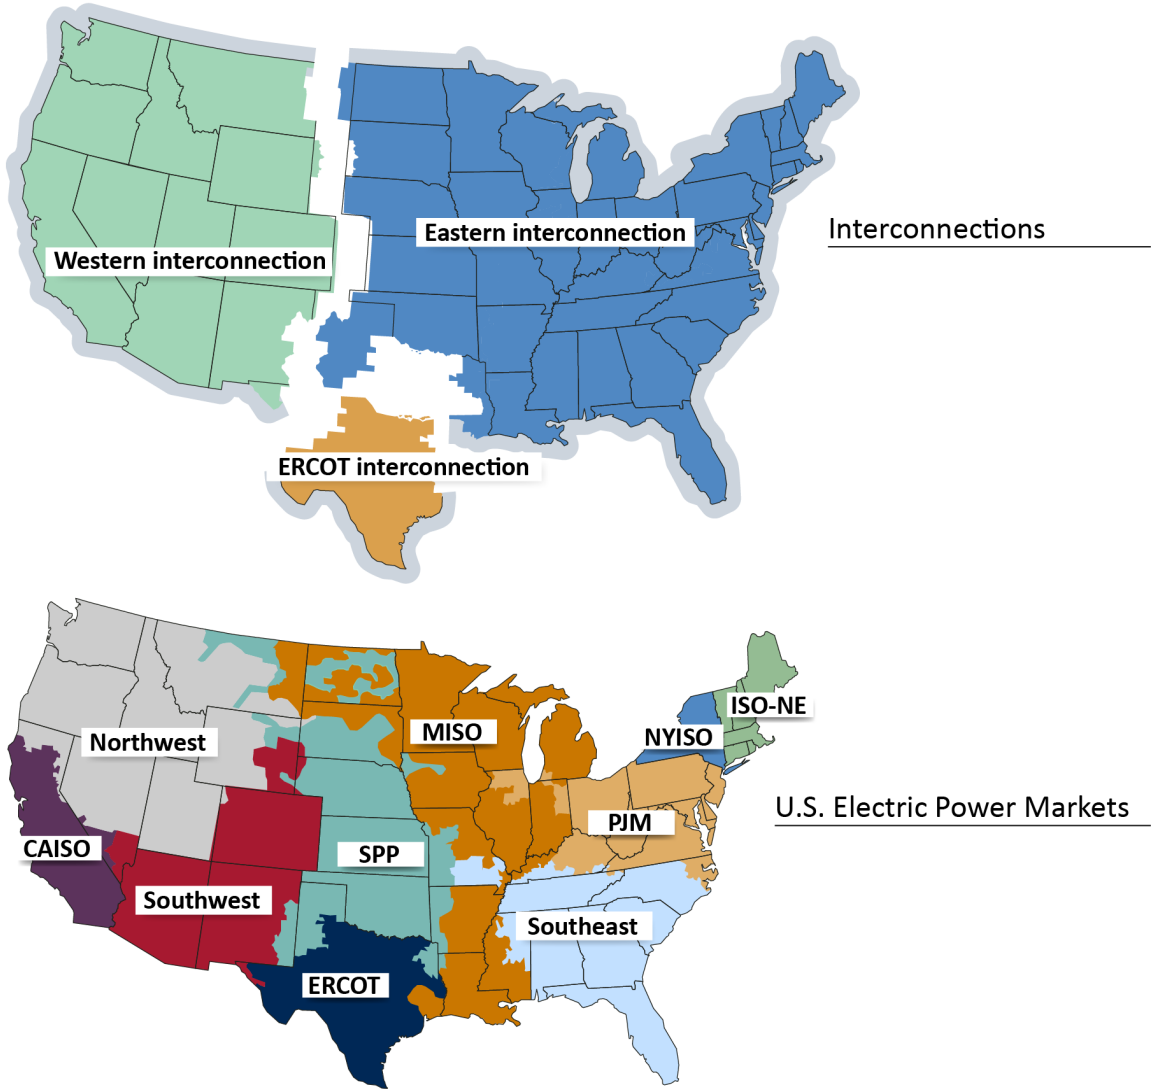 Interconnections
Eastern interconnection
Western interconnection
ERCOT interconnection
ISO-NE
MISO
NYISO
Northwest
U.S. Electric Power Markets
PJM
CAISO
SPP
Southwest
Southeast
ERCOT